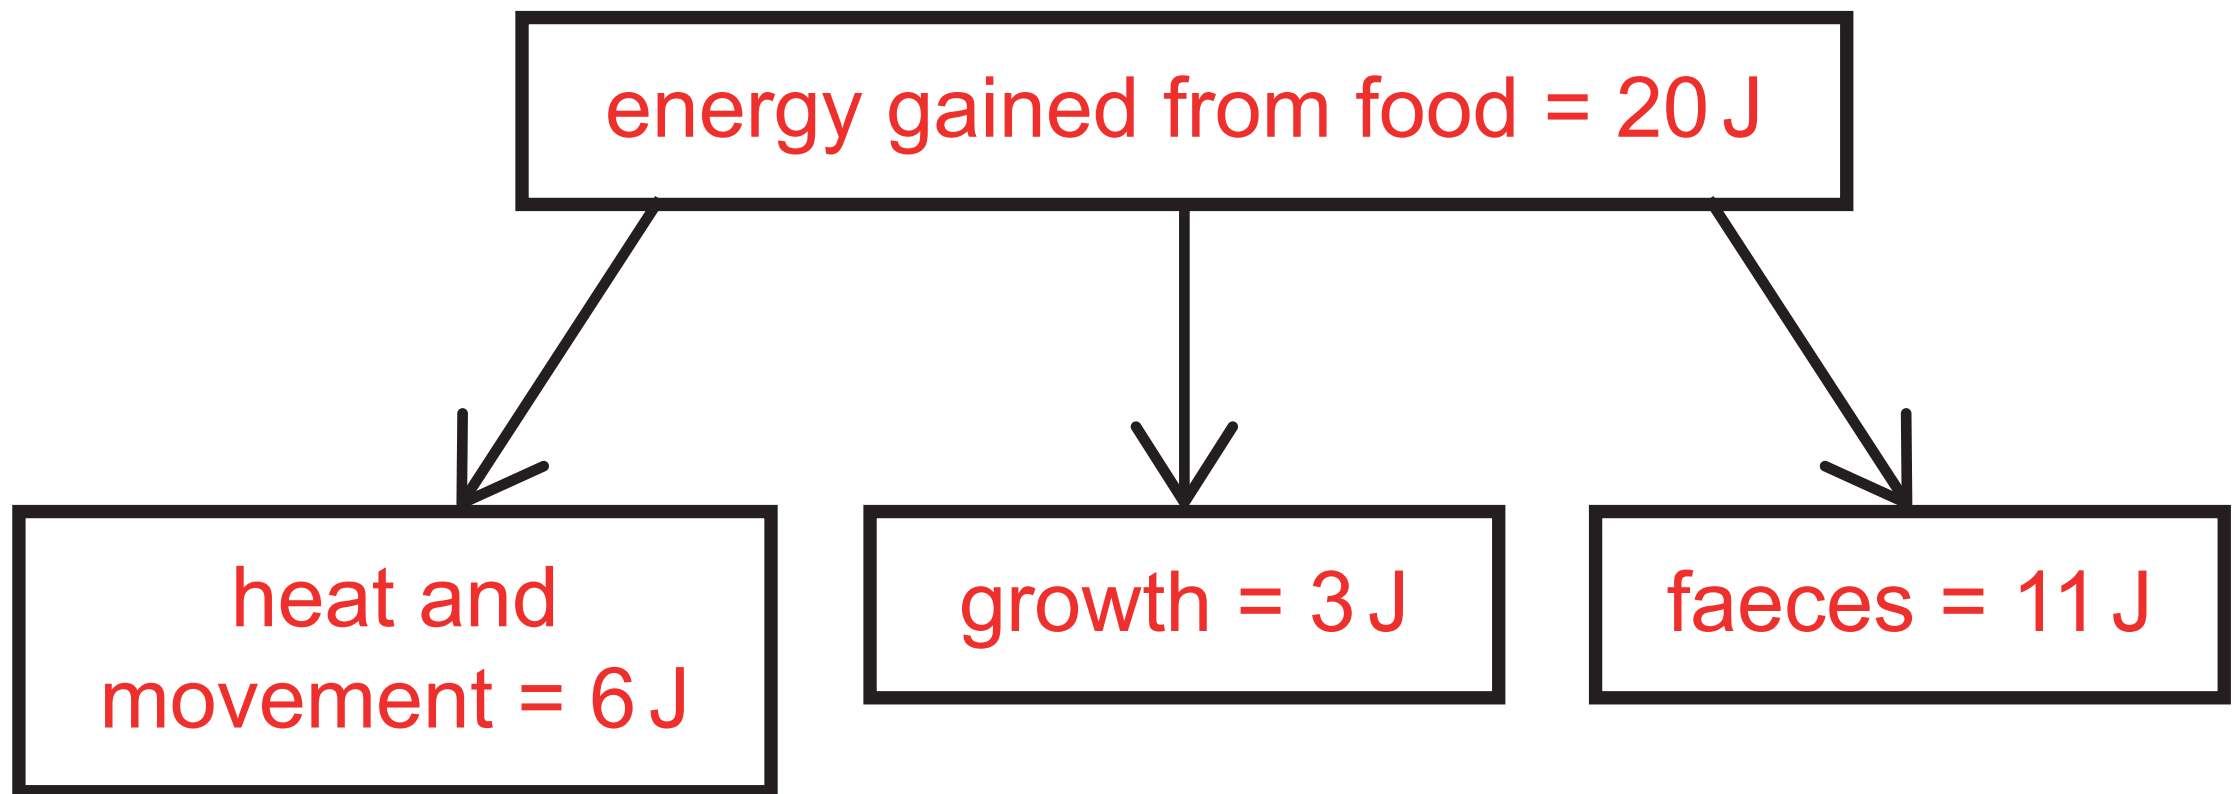 energy gained from food = 20 J
heat and
movement = 6 J
growth = 3 J
faeces = 11 J